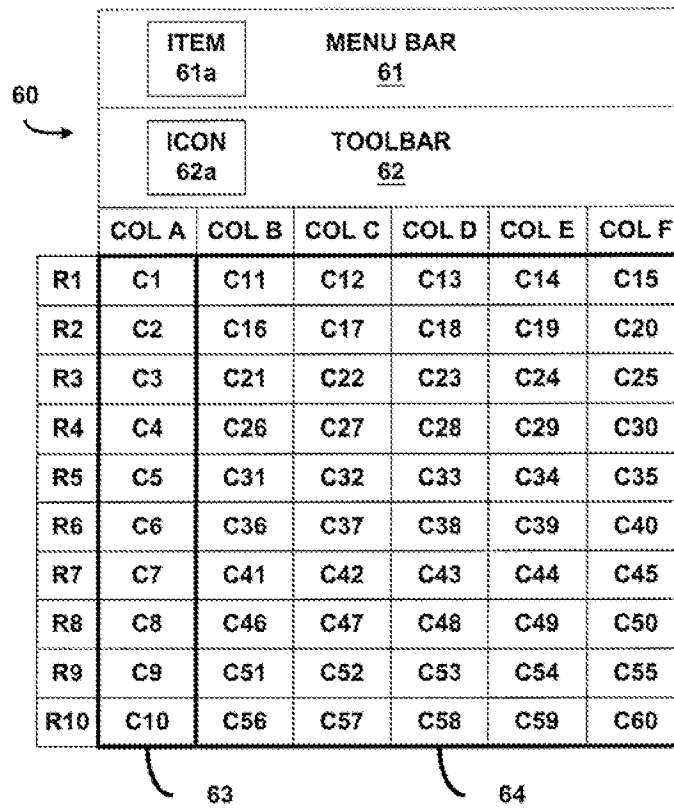 ITEM MENU BAR
61a 61
60
ICON TOOLBAR
62a 62
COL A COL B COL C COL D COL E COL F
R1 C1 C11 C12 C13 C14 C15
R2 C2 C16 C17 C18 C19 C20
R3 C3 C21 C22 C23 C24 C25
R4 C4 C26 C27 C28 C29 C30
R5 C5 C31 C32 C33 C34 C35
R6 C6 C36 C37 C38 C39 C40
R7 C7 C41 C42 C43 C44 C45
R8 C8 C46 C47 C48 C49 C50
R9 C9 C51 C52 C53 C54 C55
R10 C10 C56 C57 C58 C59 C60
63 64